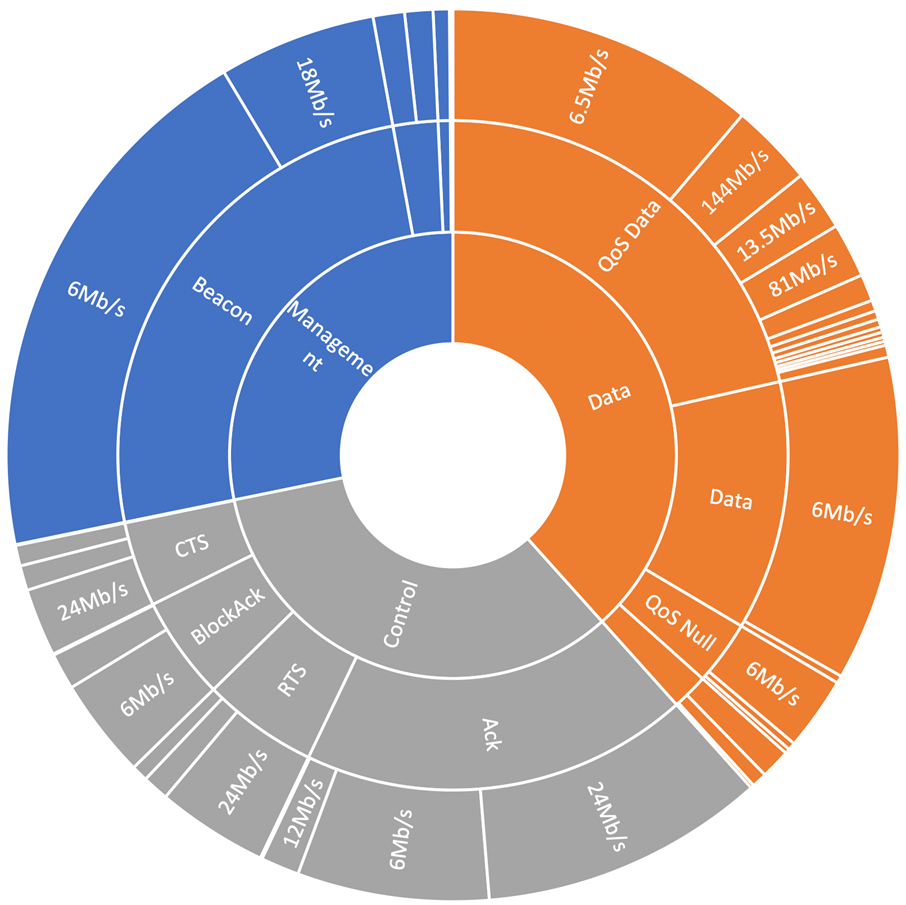 6.5Mb/s
144Mb/s
13.5Mb/s
81Mb/s
QoS Data
Data
Data
6Mb/s
QoS Null
6Mb/s
Control
Ack
24Mb/s
6Mb/s
12Mb/s
RTS
24Mb/s
BlockAck
6Mb/s
CTS
24Mb/s
Manageme
nt
Beacon
6Mb/s
18Mb/s